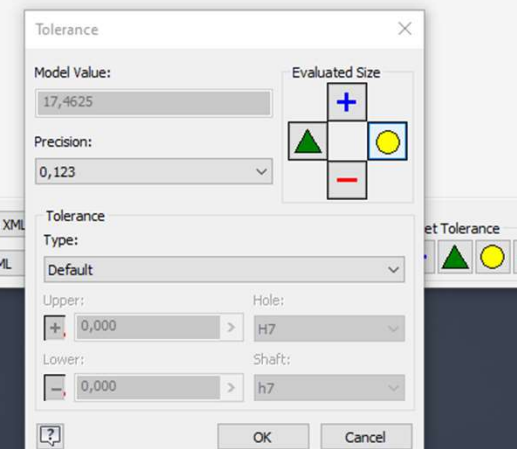 Tolerance
Model Value:
Evaluated Size
17,4625
Precision:
0,123
XML
et Tolerance
Tolerance
ML
Type:
Default
Upper:
Hole:
0,000
H7
Lower:
Shaft:
0,000
h7
OK
Cancel